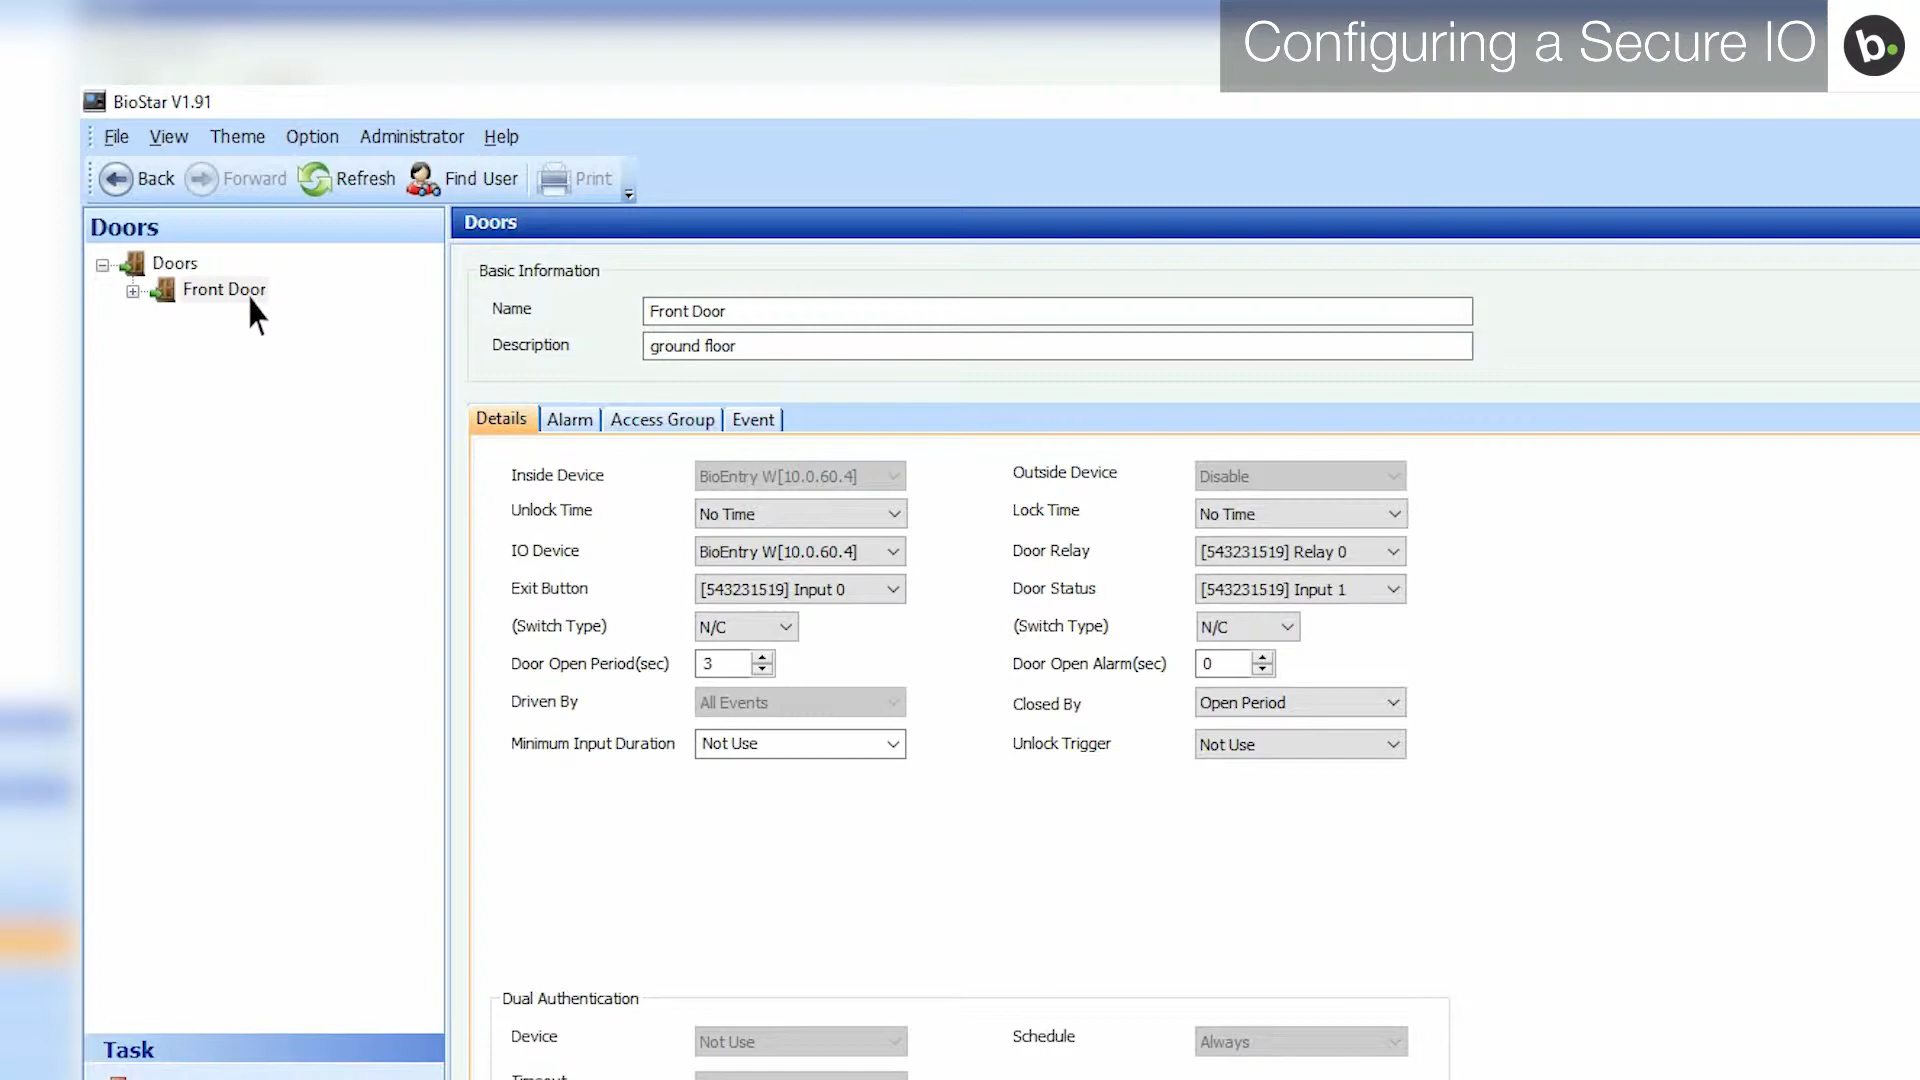 Configuring a Secure IO
b.
BioStar V1.91
File View Theme Option Administrator Help
Back Forward Refresh Find User Print
Doors
Doors
Front Door
Doors
Basic Information
Name Front Door
Description ground floor
Details Alarm Access Group Event
Inside Device BioEntry W[10.0.60.4] Outside Device Disable
Unlock Time No Time Lock Time No Time
IO Device BioEntry W[10.0.60.4] Door Relay [543231519] Relay 0
Exit Button [543231519] Input 0 Door Status [543231519] Input 1
(Switch Type) N/C (Switch Type) N/C
Door Open Period(sec) 3 Door Open Alarm(sec) 0
Driven By All Events Closed By Open Period
Minimum Input Duration Not Use Unlock Trigger Not Use
Dual Authentication
Device Not Use Schedule Always
Task